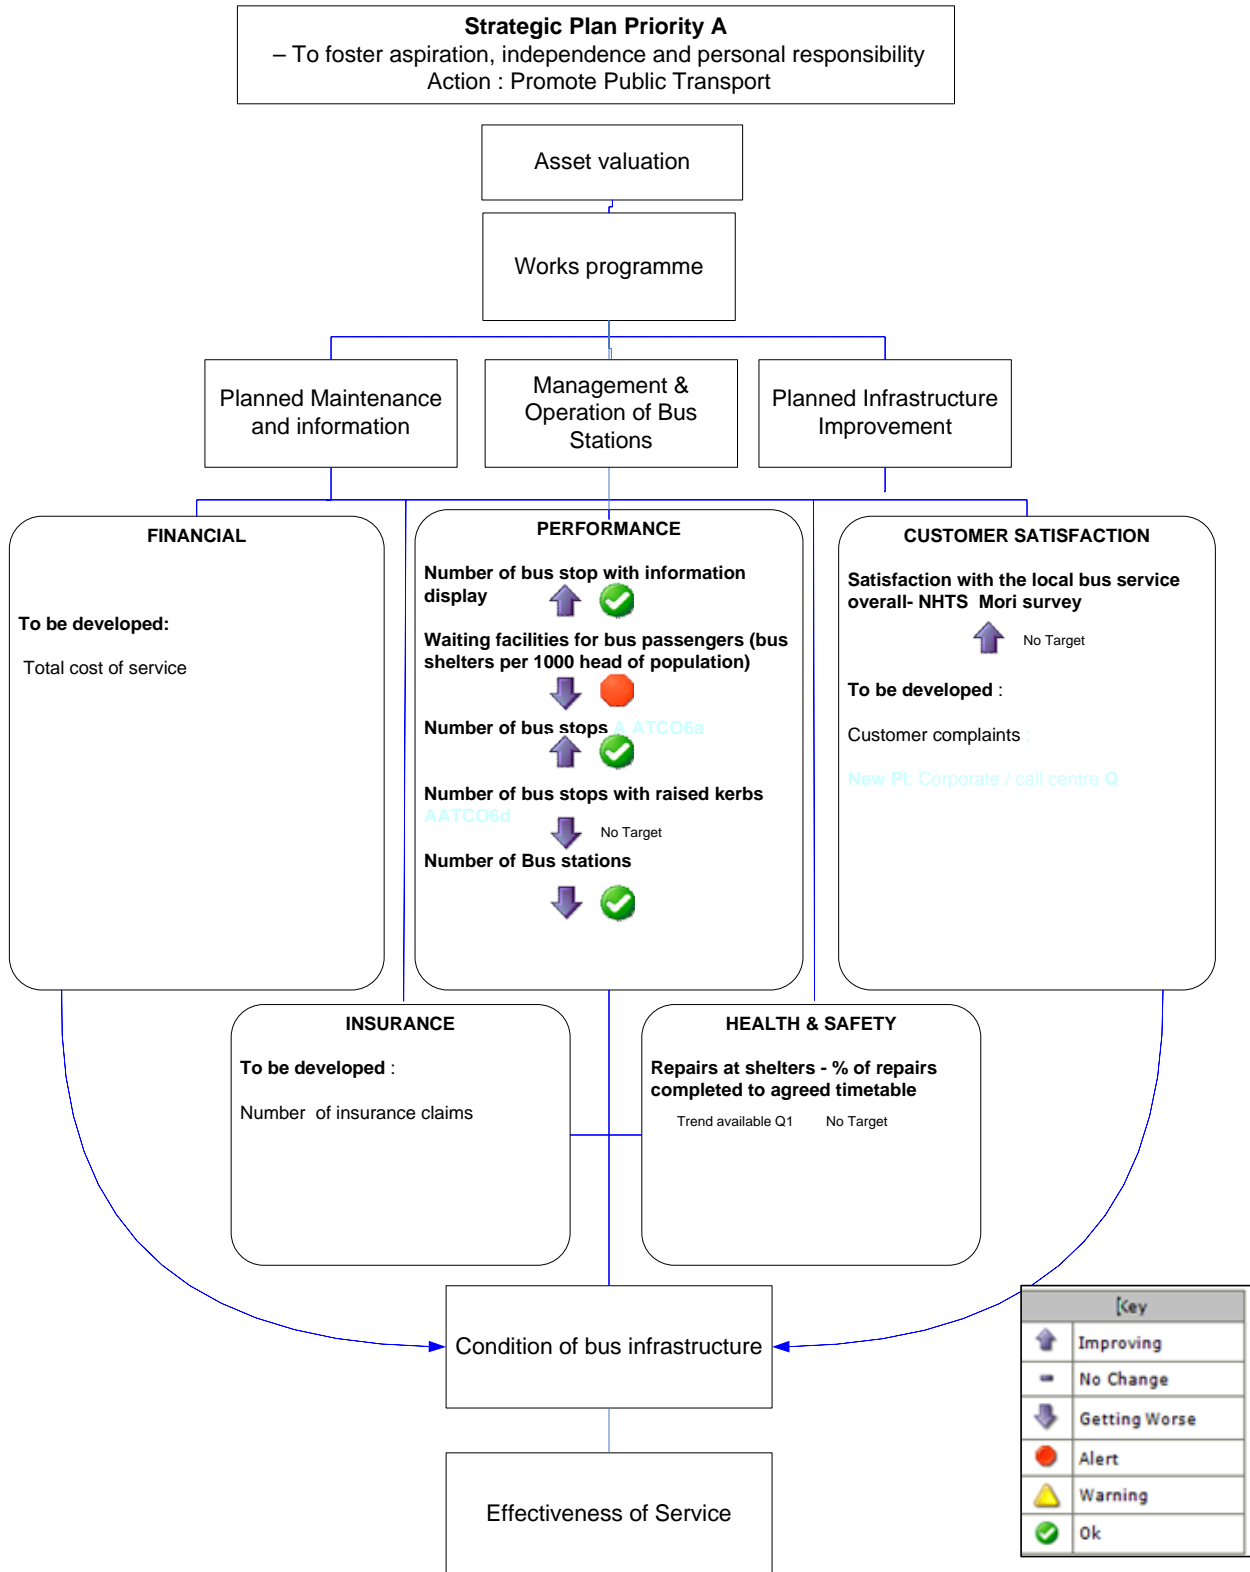 Strategic Plan Priority A
– To foster aspiration, independence and personal responsibility
Action : Promote Public Transport
Asset valuation
Works programme
Planned Maintenance
and information
Management &
Operation of Bus
Stations
Planned Infrastructure
Improvement
FINANCIAL
To be developed:
Total cost of service
PERFORMANCE
Number of bus stop with information
display
Waiting facilities for bus passengers (bus
shelters per 1000 head of population)
Number of bus stops A ATCO6a
Number of bus stops with raised kerbs
AATCO6d
No Target
Number of Bus stations
CUSTOMER SATISFACTION
Satisfaction with the local bus service
overall- NHTS Mori survey
No Target
To be developed :
Customer complaints
New PI: Corporate / call centre Q
INSURANCE
To be developed :
Number of insurance claims
HEALTH & SAFETY
Repairs at shelters - % of repairs
completed to agreed timetable
Trend available Q1 No Target
Condition of bus infrastructure
Effectiveness of Service
Key
Improving
No Change
Getting Worse
Alert
Warning
Ok